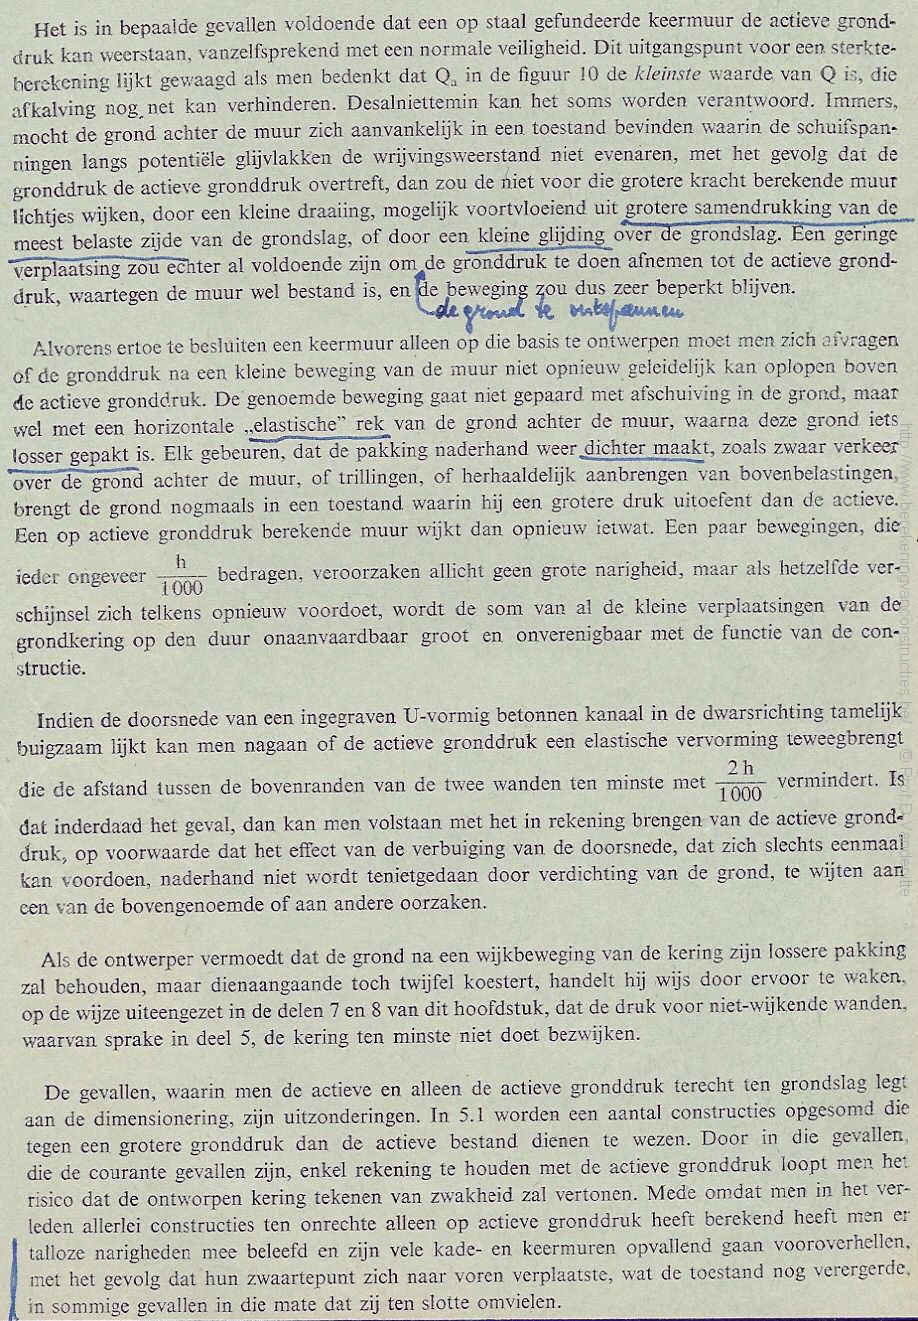 Het is in bepaalde gevallen voldoende dat een op staal gefundeerde keermuur de actieve grond-
druk kan weerstaan, vanzelfsprekend met een normale veiligheid. Dit uitgangspunt voor een sterkte-
berekening lijkt gewaagd als men bedenkt dat Qa in de figuur 10 de kleinste waarde van Q is, die
afkalving nog net kan verhinderen. Desalniettemin kan het soms worden verantwoord. Immers,
mocht de grond achter de muur zich aanvankelijk in een toestand bevinden waarin de schuifspan-
ningen langs potentiële glijvlakken de wrijvingsweerstand niet evenaren, met het gevolg dat de
gronddruk de actieve gronddruk overtreft, dan zou de niet voor die grotere kracht berekende muur
lichtjes wijken, door een kleine draaiing, mogelijk voortvloeiend uit grotere samendrukking van de
meest belaste zijde van de grondslag, of door een kleine glijding over de grondslag. Een geringe
verplaatsing zou echter al voldoende zijn om de gronddruk te doen afnemen tot de actieve grond-
druk, waartegen de muur wel bestand is, en de beweging zou dus zeer beperkt blijven.
de grond te ontspannen
Alvorens ertoe te besluiten een keermuur alleen op die basis te ontwerpen moet men zich afvragen
of de gronddruk na een kleine beweging van de muur niet opnieuw geleidelijk kan oplopen boven
de actieve gronddruk. De genoemde beweging gaat niet gepaard met afschuiving in de grond, maar
wel met een horizontale „elastische” rek van de grond achter de muur, waarna deze grond iets
losser gepakt is. Elk gebeuren, dat de pakking naderhand weer dichter maakt, zoals zwaar verkeer
over de grond achter de muur, of trillingen, of herhaaldelijk aanbrengen van bovenbelastingen,
brengt de grond nogmaals in een toestand waarin hij een grotere druk uitoefent dan de actieve.
Een op actieve gronddruk berekende muur wijkt dan opnieuw ietwat. Een paar bewegingen, die
ieder ongeveer h/1000 bedragen, veroorzaken allicht geen grote narigheid, maar als hetzelfde ver-
schijnsel zich telkens opnieuw voordoet, wordt de som van al de kleine verplaatsingen van de
grondkering op den duur onaanvaardbaar groot en onverenigbaar met de functie van de con-
structie.
Indien de doorsnede van een ingegraven U-vormig betonnen kanaal in de dwarsrichting tamelijk
buigzaam lijkt kan men nagaan of de actieve gronddruk een elastische vervorming teweegbrengt
die de afstand tussen de bovenranden van de twee wanden ten minste met 2h/1000 vermindert. Is
dat inderdaad het geval, dan kan men volstaan met het in rekening brengen van de actieve grond-
druk, op voorwaarde dat het effect van de verbuiging van de doorsnede, dat zich slechts eenmaal
kan voordoen, naderhand niet wordt tenietgedaan door verdichting van de grond, te wijten aan
een van de bovengenoemde of aan andere oorzaken.
Als de ontwerper vermoedt dat de grond na een wijkbeweging van de kering zijn lossere pakking
zal behouden, maar dienaangaande toch twijfel koestert, handelt hij wijs door ervoor te waken,
op de wijze uiteengezet in de delen 7 en 8 van dit hoofdstuk, dat de druk voor niet-wijkende wanden,
waarvan sprake in deel 5, de kering ten minste niet doet bezwijken.
De gevallen, waarin men de actieve en alleen de actieve gronddruk terecht ten grondslag legt
aan de dimensionering, zijn uitzonderingen. In 5.1 worden een aantal constructies opgesomd die
tegen een grotere gronddruk dan de actieve bestand dienen te wezen. Door in die gevallen,
die de courante gevallen zijn, enkel rekening te houden met de actieve gronddruk loopt men het
risico dat de ontworpen kering tekenen van zwakheid zal vertonen. Mede omdat men in het ver-
leden allerlei constructies ten onrechte alleen op actieve gronddruk heeft berekend heeft men er
talloze narigheden mee beleefd en zijn vele kade- en keermuren opvallend gaan vooroverhellen,
met het gevolg dat hun zwaartepunt zich naar voren verplaatste, wat de toestand nog verergerde,
in sommige gevallen in die mate dat zij ten slotte omvielen.